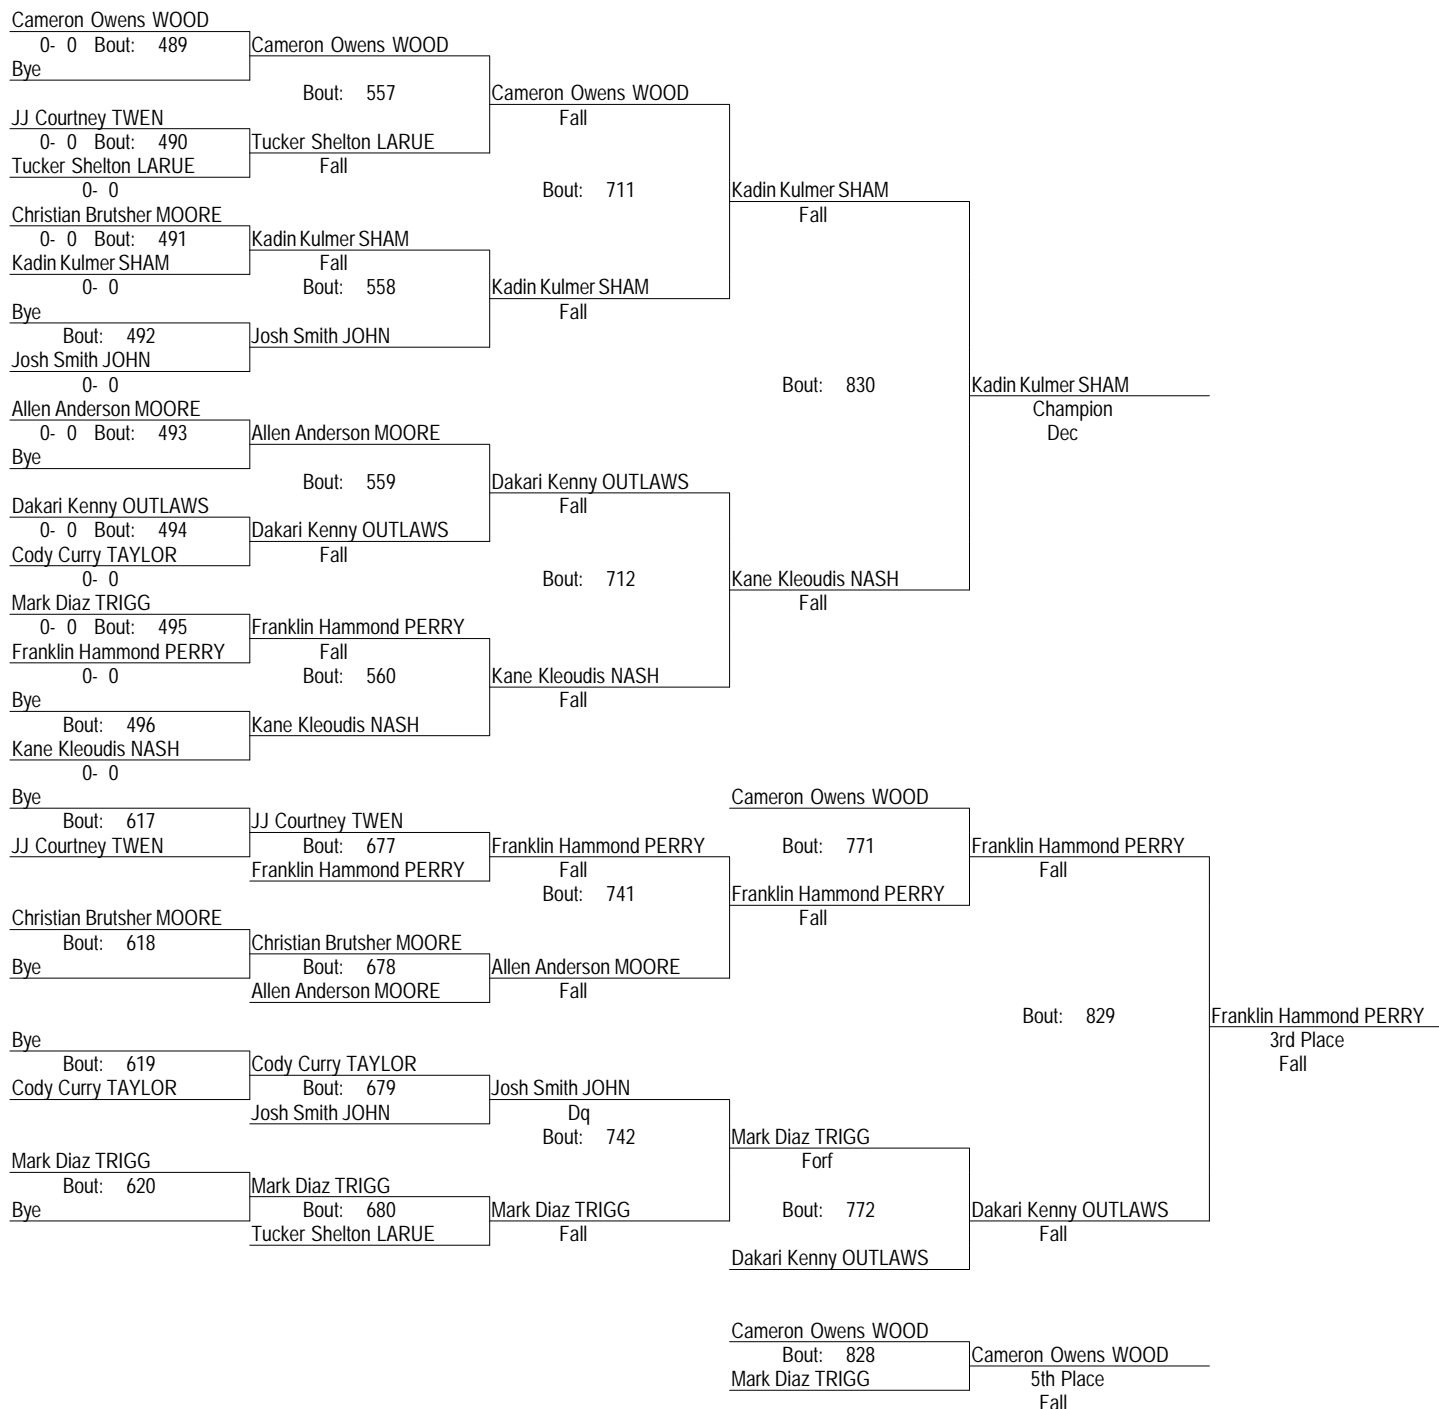 Cameron Owens WOOD
0- 0 Bout: 489 Cameron Owens WOOD
Bye
Bout: 557 Cameron Owens WOOD
JJ Courtney TWEN Fall
0- 0 Bout: 490 Tucker Shelton LARUE
Tucker Shelton LARUE Fall
0- 0 Bout: 711 Kadin Kulmer SHAM
Christian Brutsher MOORE Fall
0- 0 Bout: 491 Kadin Kulmer SHAM
Kadin Kulmer SHAM Fall
0- 0 Bout: 558 Kadin Kulmer SHAM
Bye Fall
Bout: 492 Josh Smith JOHN
Josh Smith JOHN
0- 0 Bout: 830 Kadin Kulmer SHAM
Allen Anderson MOORE Champion
0- 0 Bout: 493 Allen Anderson MOORE Dec
Bye
Bout: 559 Dakari Kenny OUTLAWS
Dakari Kenny OUTLAWS Fall
0- 0 Bout: 494 Dakari Kenny OUTLAWS
Cody Curry TAYLOR Fall
0- 0 Bout: 712 Kane Kleoudis NASH
Mark Diaz TRIGG Fall
0- 0 Bout: 495 Franklin Hammond PERRY
Franklin Hammond PERRY Fall
0- 0 Bout: 560 Kane Kleoudis NASH
Bye Fall
Bout: 496 Kane Kleoudis NASH
Kane Kleoudis NASH
0- 0
Bye Cameron Owens WOOD
Bout: 617 JJ Courtney TWEN
JJ Courtney TWEN Bout: 677 Franklin Hammond PERRY Bout: 771 Franklin Hammond PERRY
Franklin Hammond PERRY Fall Fall
Bout: 741 Franklin Hammond PERRY
Christian Brutsher MOORE Fall
Bout: 618 Christian Brutsher MOORE
Bye Bout: 678 Allen Anderson MOORE
Allen Anderson MOORE Fall
Bout: 829 Franklin Hammond PERRY
Bye 3rd Place
Bout: 619 Cody Curry TAYLOR Fall
Cody Curry TAYLOR Bout: 679 Josh Smith JOHN
Josh Smith JOHN Dq
Bout: 742 Mark Diaz TRIGG
Mark Diaz TRIGG Forf
Bout: 620 Mark Diaz TRIGG
Bye Bout: 680 Mark Diaz TRIGG Bout: 772 Dakari Kenny OUTLAWS
Tucker Shelton LARUE Fall Fall
Dakari Kenny OUTLAWS
Cameron Owens WOOD
Bout: 828 Cameron Owens WOOD
Mark Diaz TRIGG 5th Place
Fall